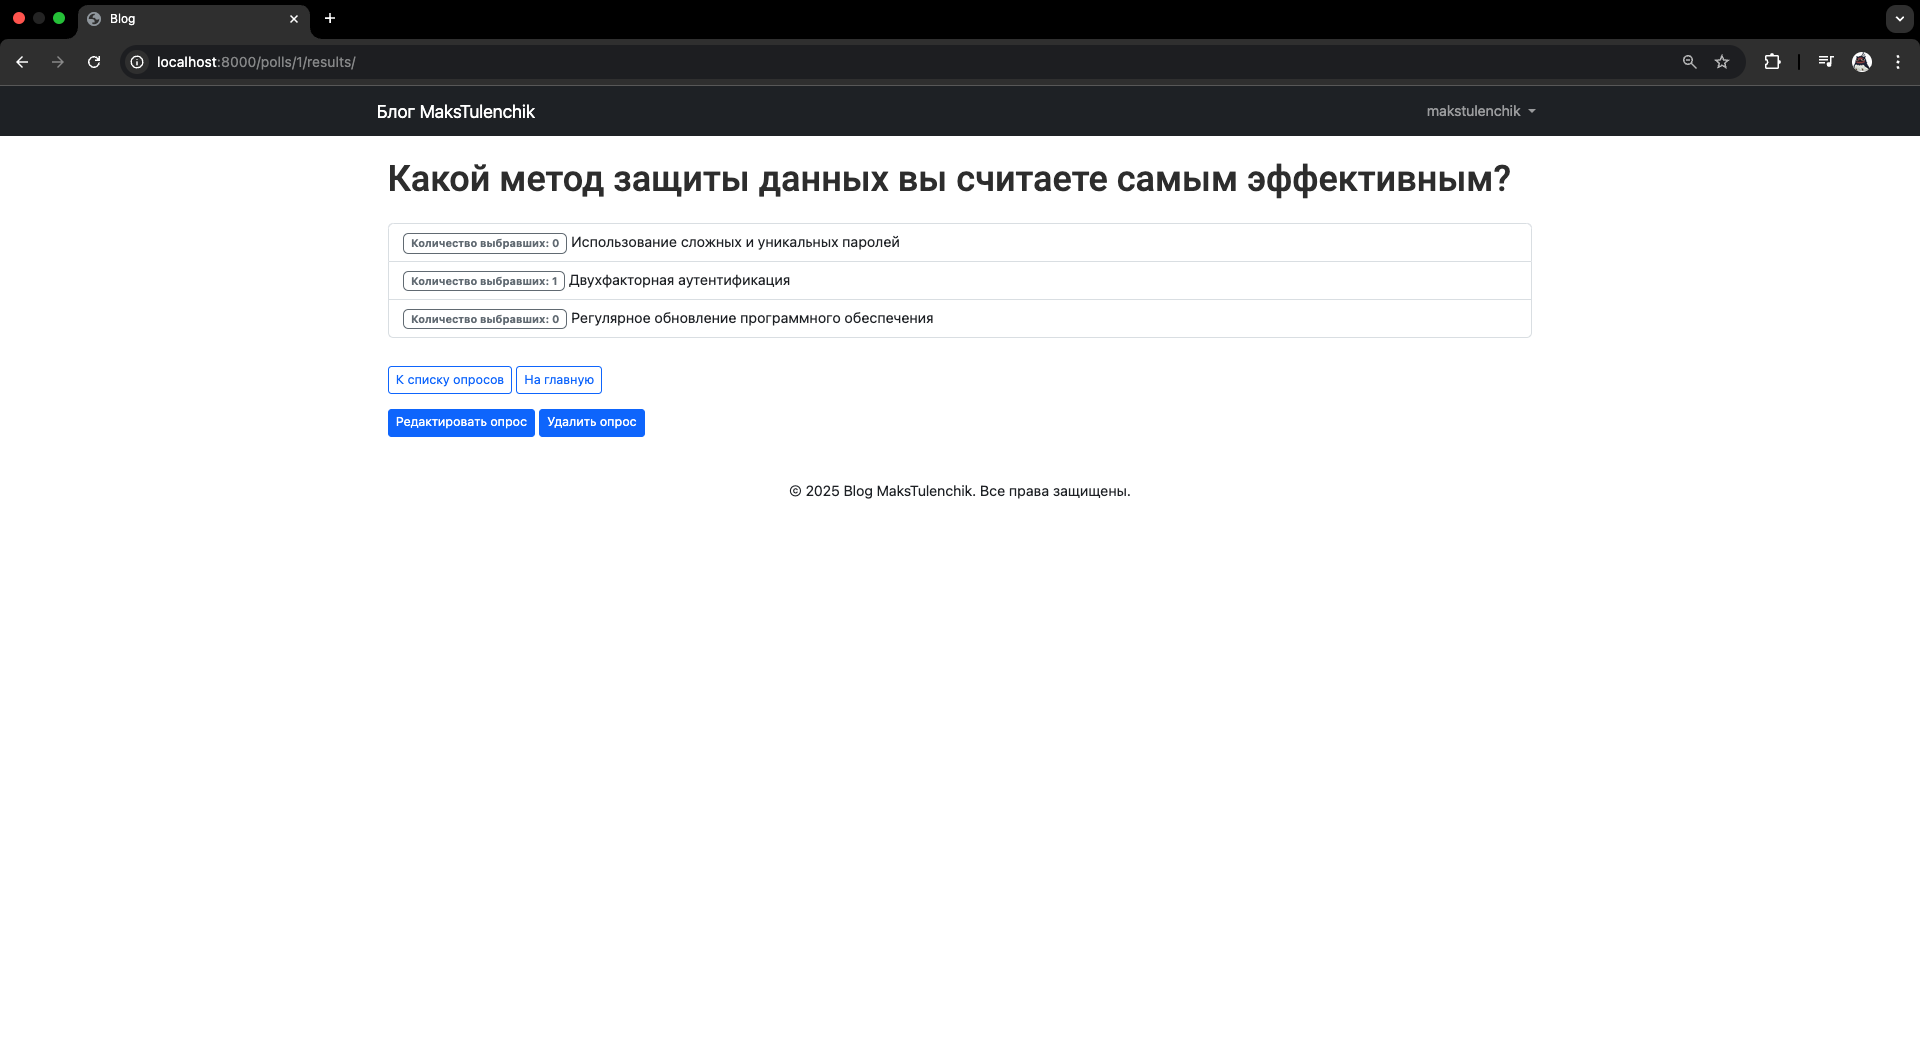 Blog
localhost:8000/polls/1/results/
Блог MaksTulenchik
makstulenchik
Какой метод защиты данных вы считаете самым эффективным?
Количество выбравших: 0 Использование сложных и уникальных паролей
Количество выбравших: 1 Двухфакторная аутентификация
Количество выбравших: 0 Регулярное обновление программного обеспечения
К списку опросов На главную
Редактировать опрос Удалить опрос
© 2025 Blog MaksTulenchik. Все права защищены.